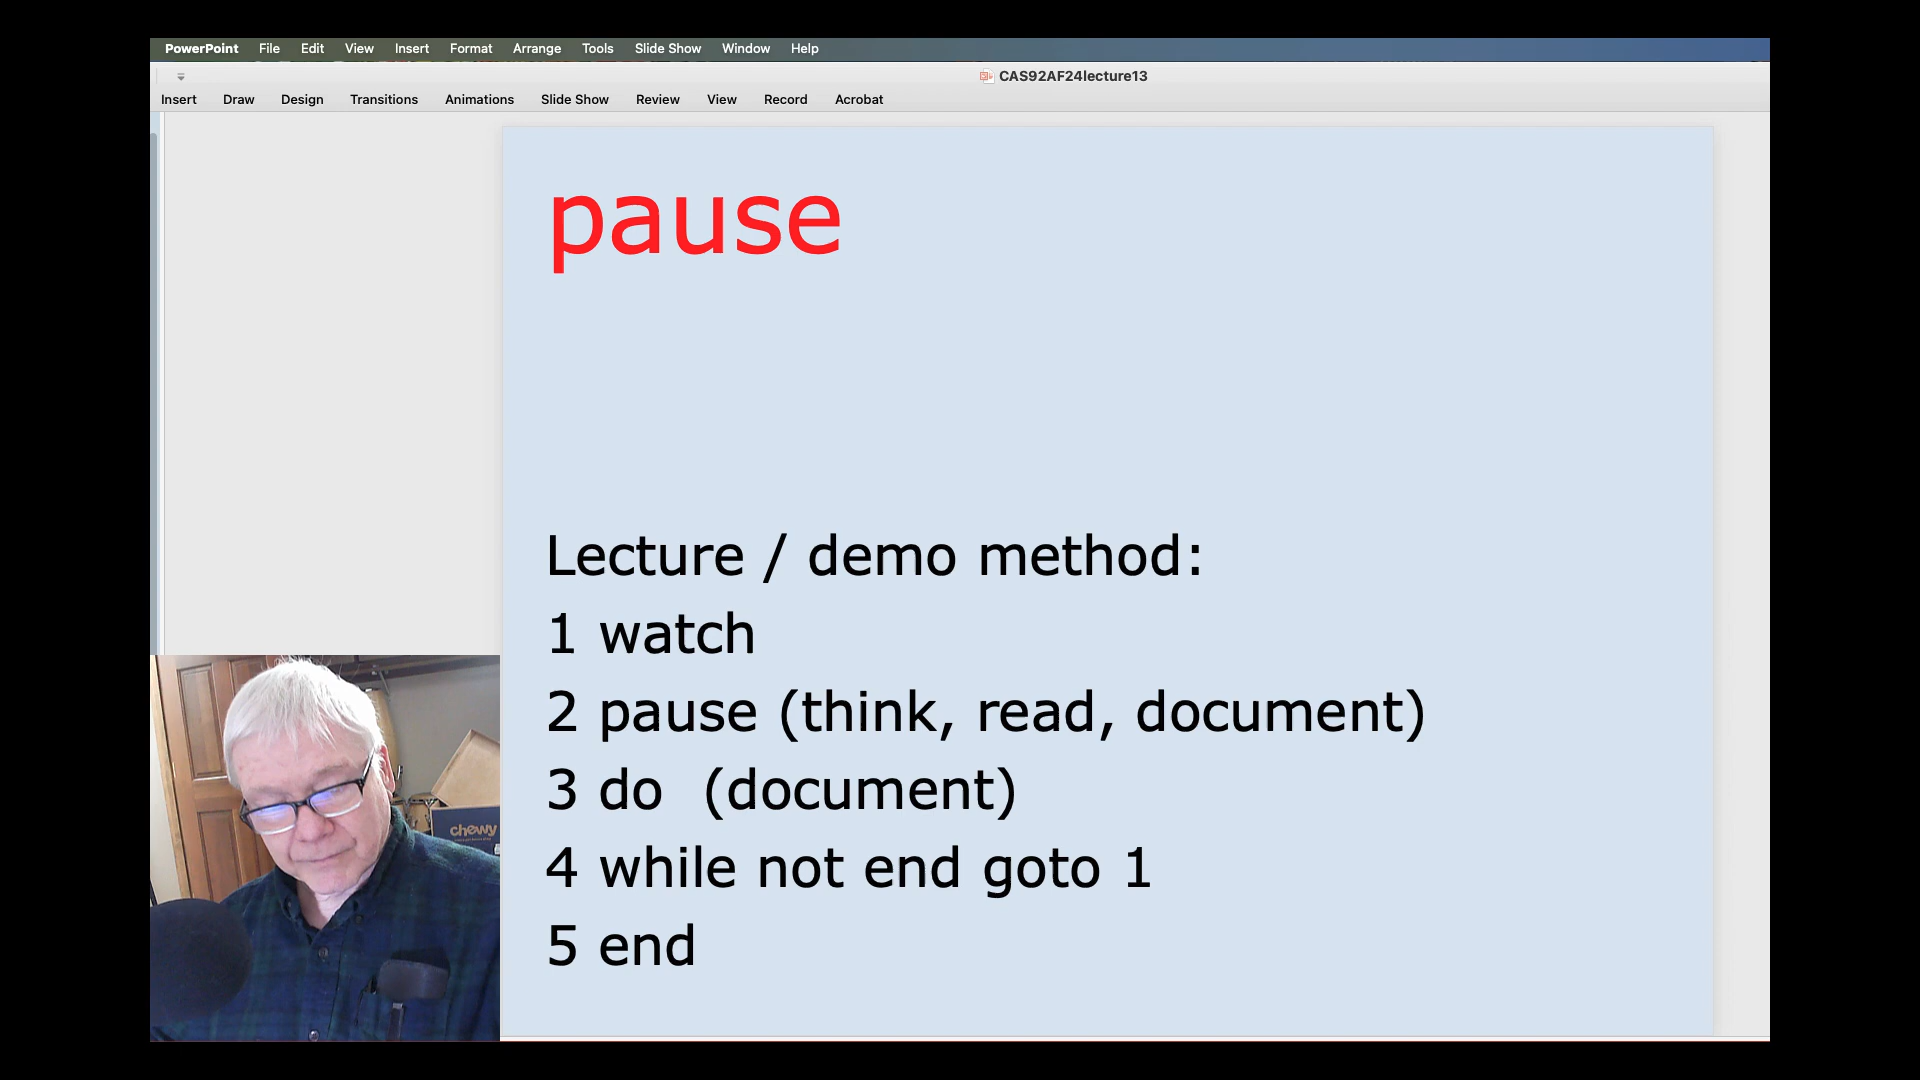 PowerPoint File Edit View Insert Format Arrange Tools Slide Show Window Help
CAS92AF24lecture13
Insert Draw Design Transitions Animations Slide Show Review View Record Acrobat
pause
Lecture / demo method:
1 watch
2 pause (think, read, document)
3 do (document)
4 while not end goto 1
5 end
chewy